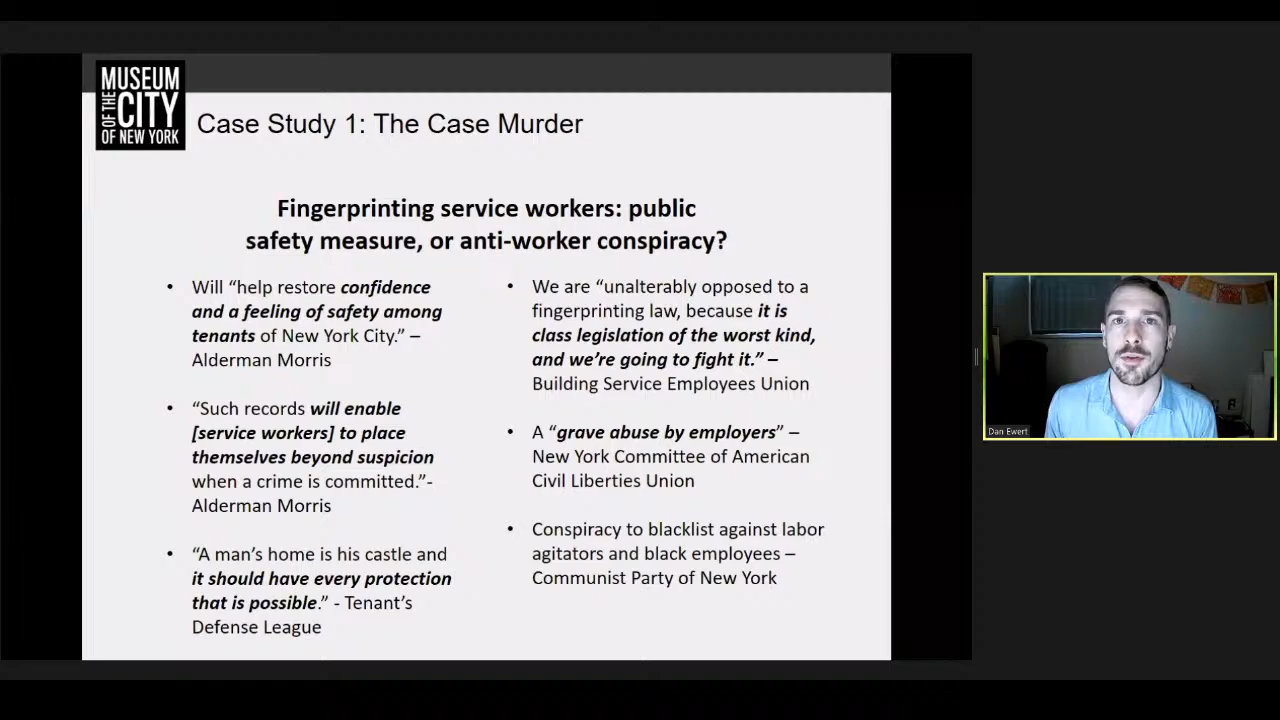 MUSEUM
OF THE
CITY
OF NEW YORK
Case Study 1: The Case Murder
Fingerprinting service workers: public
safety measure, or anti-worker conspiracy?
• Will “help restore confidence
and a feeling of safety among
tenants of New York City.” –
Alderman Morris
• “Such records will enable
[service workers] to place
themselves beyond suspicion
when a crime is committed.”-
Alderman Morris
• “A man’s home is his castle and
it should have every protection
that is possible.” - Tenant’s
Defense League
• We are “unalterably opposed to a
fingerprinting law, because it is
class legislation of the worst kind,
and we’re going to fight it.” –
Building Service Employees Union
• A “grave abuse by employers” –
New York Committee of American
Civil Liberties Union
• Conspiracy to blacklist against labor
agitators and black employees –
Communist Party of New York
Dan Ewert